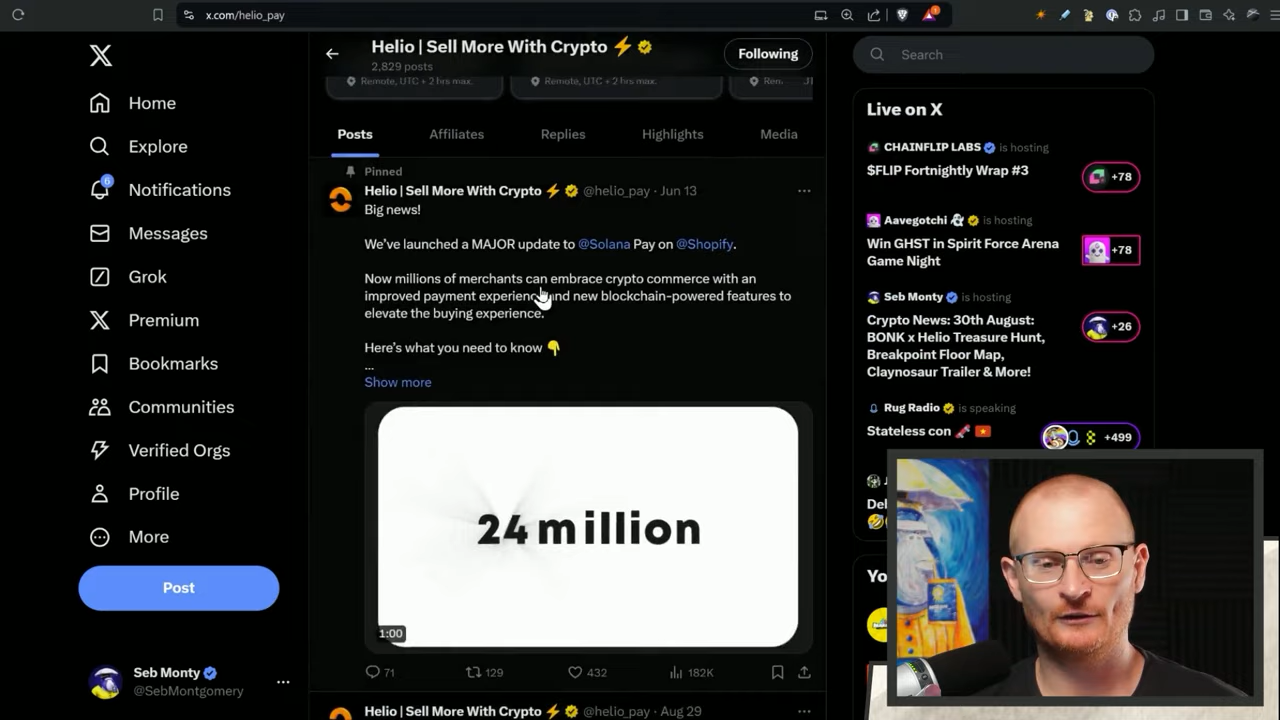 x.com/helio_pay
1
Home
Explore
6
Notifications
Messages
Grok
Premium
Bookmarks
Communities
Verified Orgs
Profile
More
Post
Seb Monty
@SebMontgomery
Helio | Sell More With Crypto ⚡
2,829 posts
Following
Remote, UTC + 2 hrs max.
Remote, UTC + 2 hrs max.
Posts
Affiliates
Replies
Highlights
Media
Pinned
Helio | Sell More With Crypto ⚡ @helio_pay · Jun 13
Big news!
We've launched a MAJOR update to @Solana Pay on @Shopify.
Now millions of merchants can embrace crypto commerce with an
improved payment experience and new blockchain-powered features to
elevate the buying experience.
Here's what you need to know 👇
...
Show more
24 million
1:00
71
129
432
182K
Helio | Sell More With Crypto ⚡ @helio_pay · Aug 29
Search
Live on X
CHAINFLIP LABS is hosting
$FLIP Fortnightly Wrap #3
+78
Aavegotchi is hosting
Win GHST in Spirit Force Arena
Game Night
+78
Seb Monty is hosting
Crypto News: 30th August:
BONK x Helio Treasure Hunt,
Breakpoint Floor Map,
Claynosaur Trailer & More!
+26
Rug Radio is speaking
Stateless con
+499